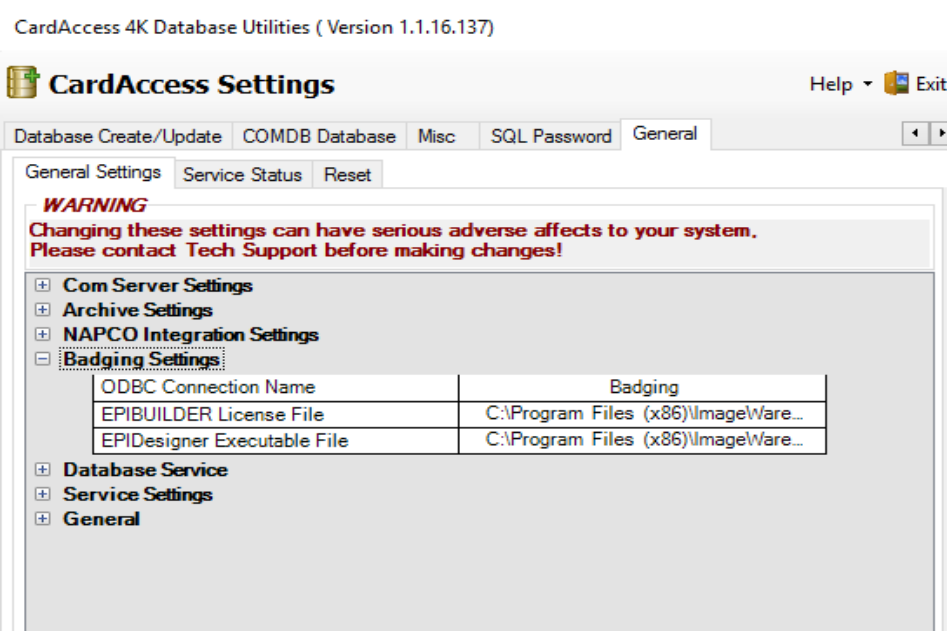 CardAccess 4K Database Utilities ( Version 1.1.16.137)
CardAccess Settings Help Exit
Database Create/Update COMDB Database Misc SQL Password General
General Settings Service Status Reset
WARNING
Changing these settings can have serious adverse affects to your system.
Please contact Tech Support before making changes!
Com Server Settings
Archive Settings
NAPCO Integration Settings
Badging Settings
ODBC Connection Name Badging
EPIBUILDER License File C:\Program Files (x86)\ImageWare...
EPIDesigner Executable File C:\Program Files (x86)\ImageWare...
Database Service
Service Settings
General